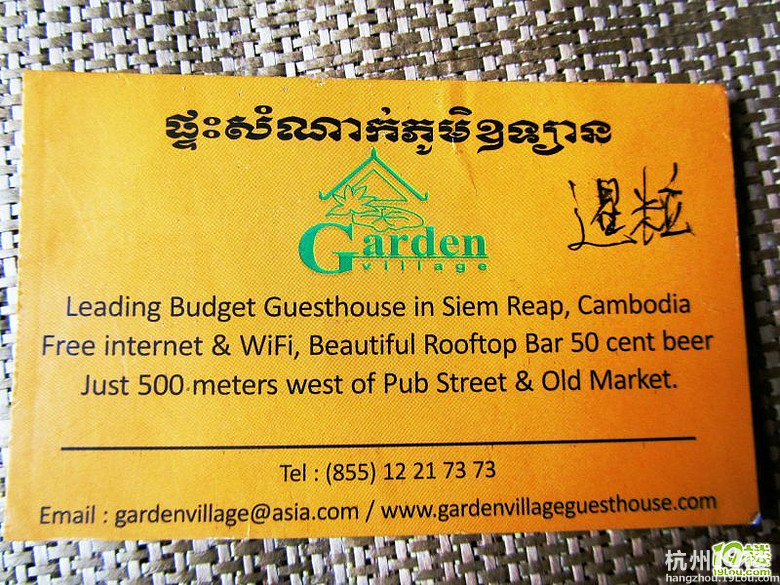 ផ្ទះសំណាក់ភូមិឧទ្យាន
Garden
village
Leading Budget Guesthouse in Siem Reap, Cambodia
Free internet & WiFi, Beautiful Rooftop Bar 50 cent beer
Just 500 meters west of Pub Street & Old Market.
Tel : (855) 12 21 73 73
Email : gardenvillage@asia.com / www.gardenvillageguesthouse.com
杭州
19lou.com
hangzhou.19lou.com